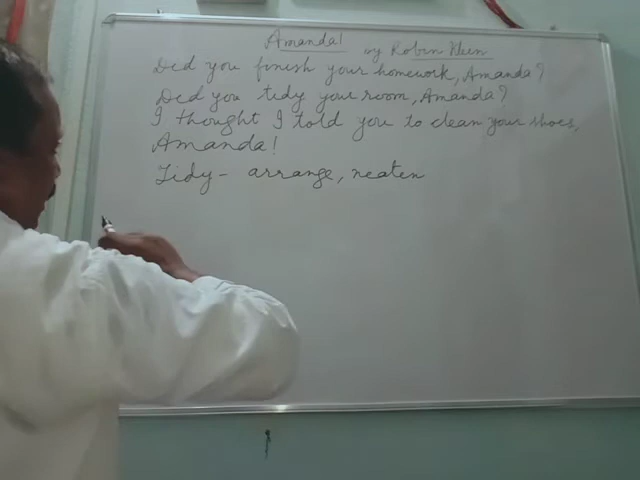 Amanda!
by Robin Klein
Did you finish your homework, Amanda?
Did you tidy your room, Amanda?
I thought I told you to clean your shoes,
Amanda!
Tidy - arrange, neaten